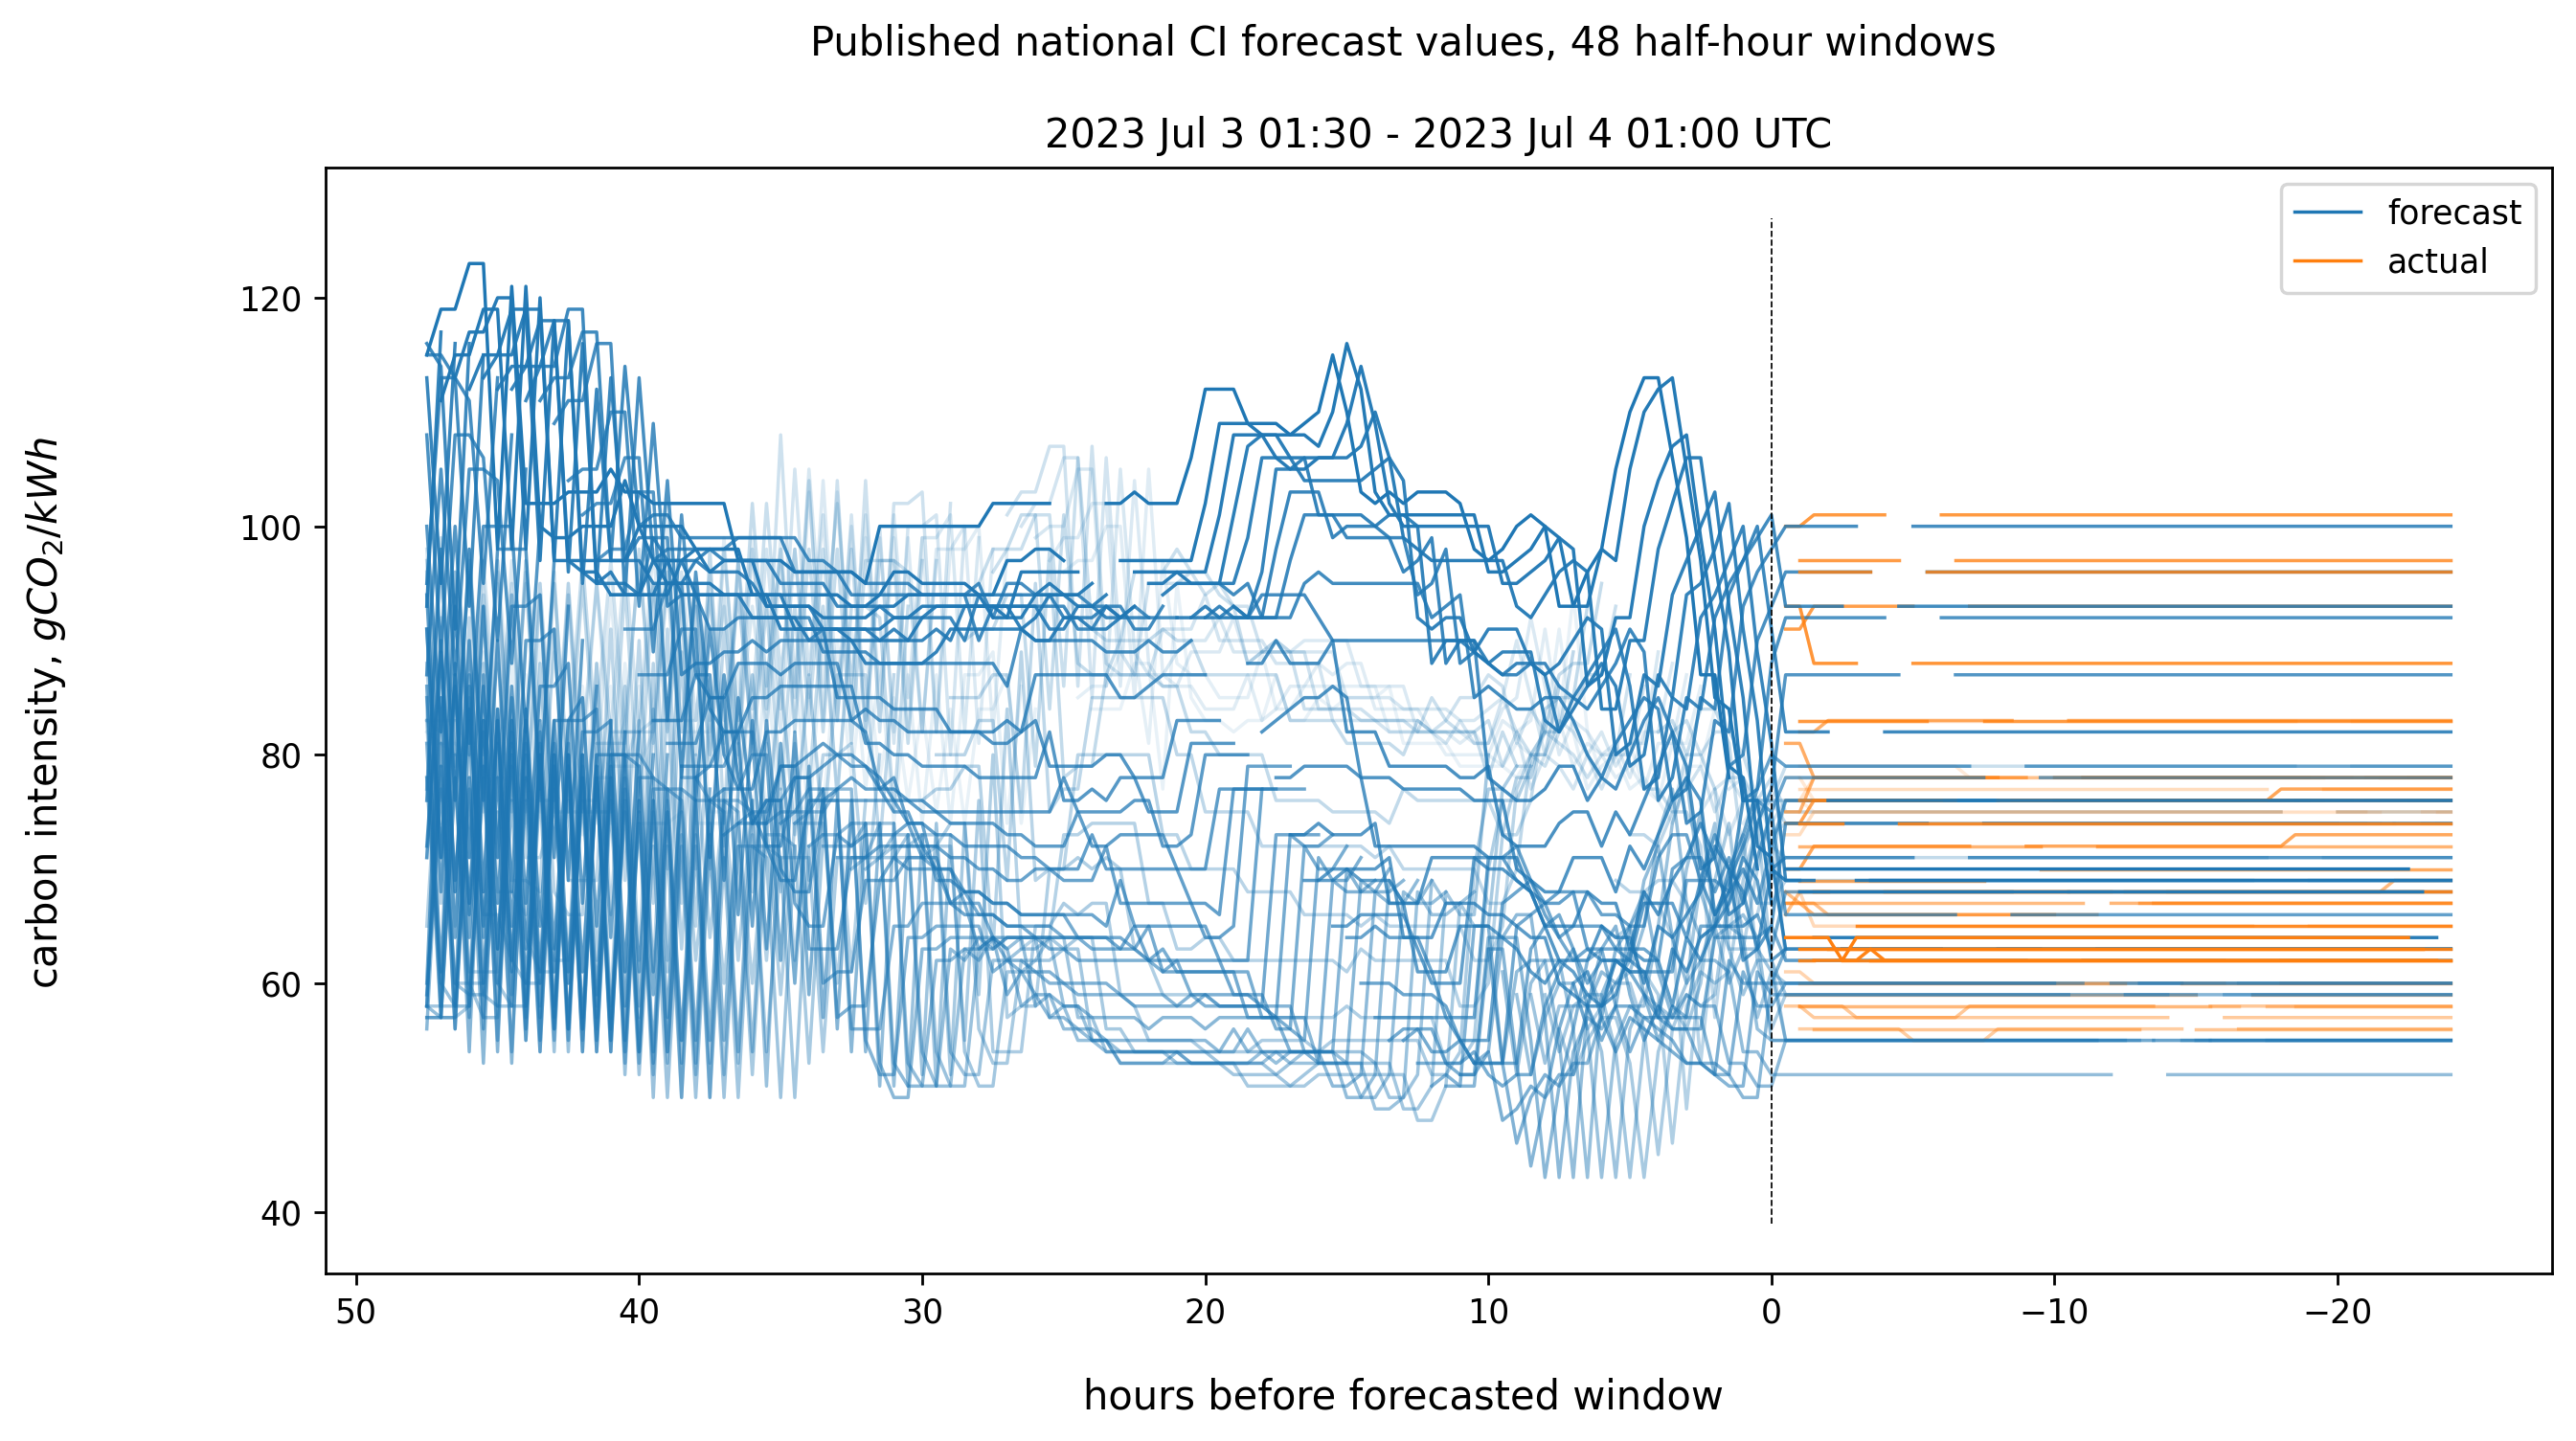 Published national CI forecast values, 48 half-hour windows
2023 Jul 3 01:30 - 2023 Jul 4 01:00 UTC
forecast
actual
carbon intensity, gCO₂/kWh
120
100
80
60
40
50
40
30
20
10
0
−10
−20
hours before forecasted window